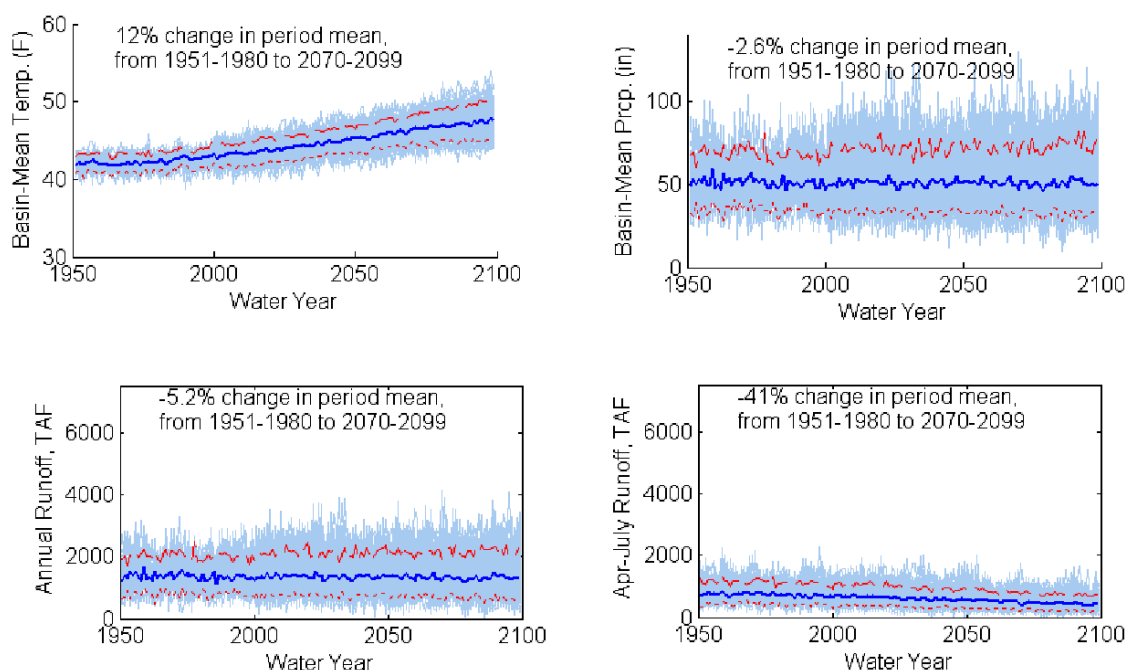 60
50
40
30
Basin-Mean Temp. (F)
12% change in period mean,
from 1951-1980 to 2070-2099
1950 2000 2050 2100
Water Year
100
50
0
Basin-Mean Prcp. (in)
-2.6% change in period mean,
from 1951-1980 to 2070-2099
1950 2000 2050 2100
Water Year
6000
4000
2000
0
Annual Runoff, TAF
-5.2% change in period mean,
from 1951-1980 to 2070-2099
1950 2000 2050 2100
Water Year
6000
4000
2000
0
Apr-July Runoff, TAF
-41% change in period mean,
from 1951-1980 to 2070-2099
1950 2000 2050 2100
Water Year